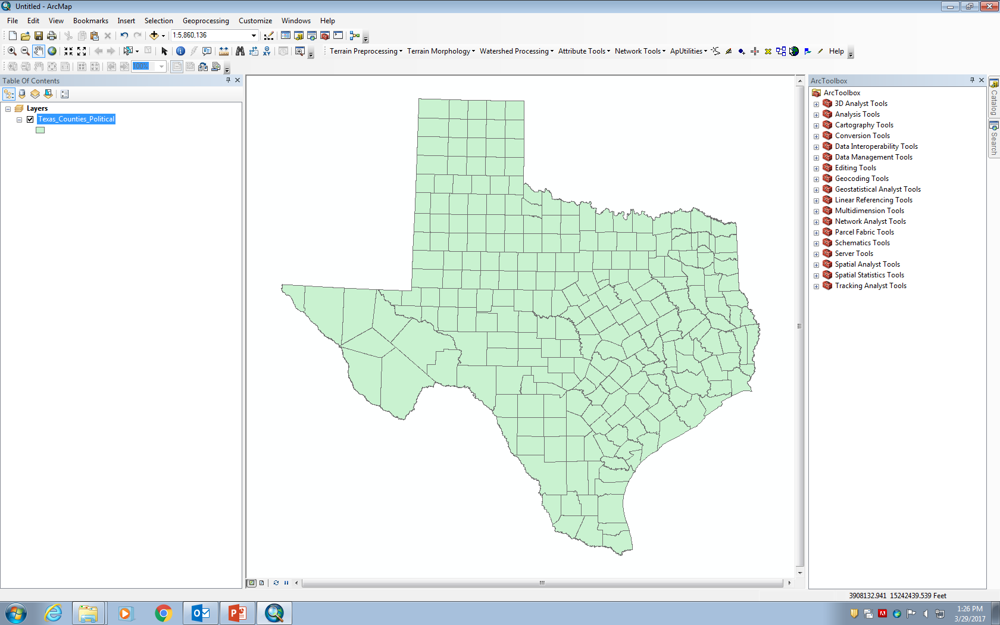 Untitled - ArcMap
File Edit View Bookmarks Insert Selection Geoprocessing Customize Windows Help
1:5,860,136
Terrain Preprocessing Terrain Morphology Watershed Processing Attribute Tools Network Tools ApUtilities Help
100%
Table Of Contents
Layers
Texas_Counties_Political
ArcToolbox
ArcToolbox
3D Analyst Tools
Analysis Tools
Cartography Tools
Conversion Tools
Data Interoperability Tools
Data Management Tools
Editing Tools
Geocoding Tools
Geostatistical Analyst Tools
Linear Referencing Tools
Multidimension Tools
Network Analyst Tools
Parcel Fabric Tools
Schematics Tools
Server Tools
Spatial Analyst Tools
Spatial Statistics Tools
Tracking Analyst Tools
Catalog
Search
3908132.941 15242439.539 Feet
1:26 PM
3/29/2017